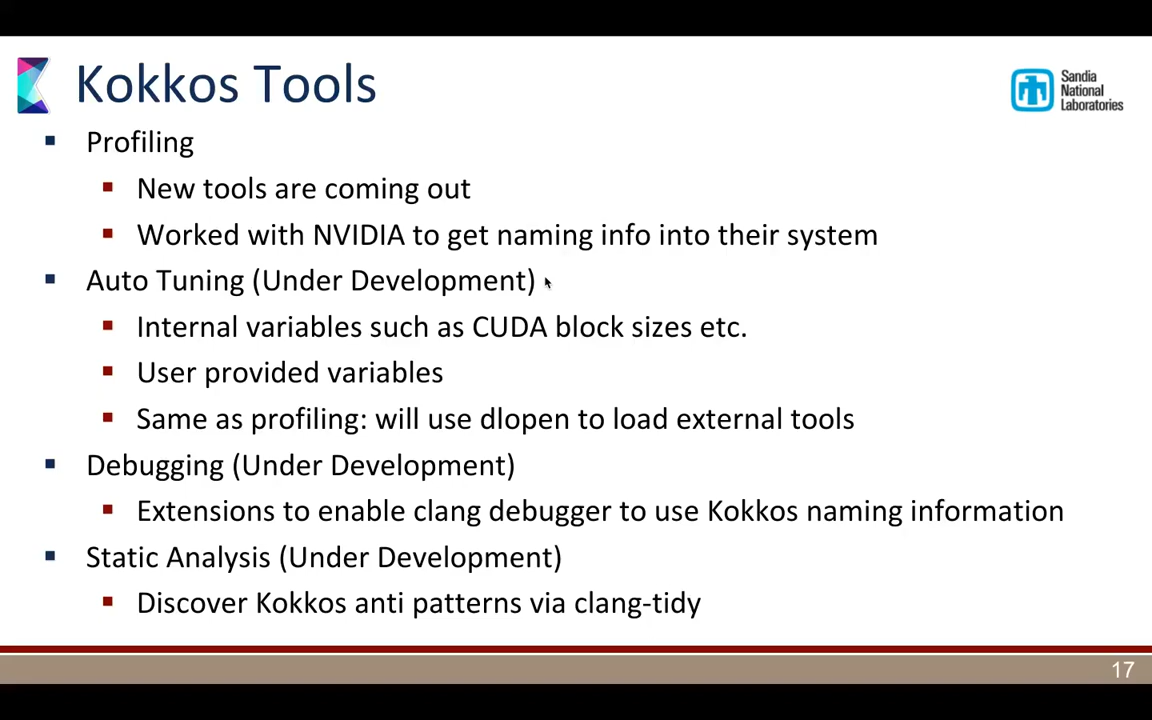 Kokkos Tools
Sandia
National
Laboratories
Profiling
New tools are coming out
Worked with NVIDIA to get naming info into their system
Auto Tuning (Under Development)
Internal variables such as CUDA block sizes etc.
User provided variables
Same as profiling: will use dlopen to load external tools
Debugging (Under Development)
Extensions to enable clang debugger to use Kokkos naming information
Static Analysis (Under Development)
Discover Kokkos anti patterns via clang-tidy
17